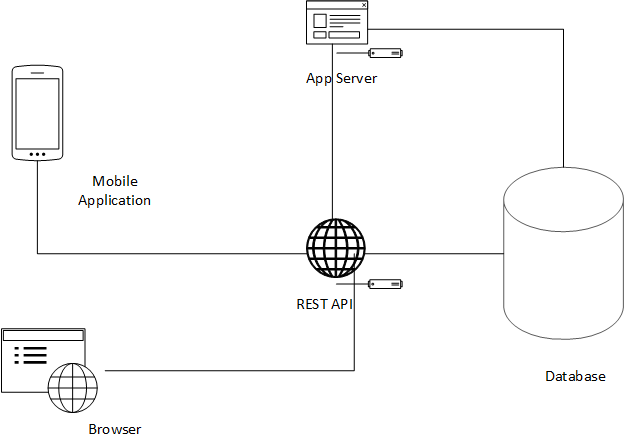 App Server
Mobile
Application
REST API
Database
Browser